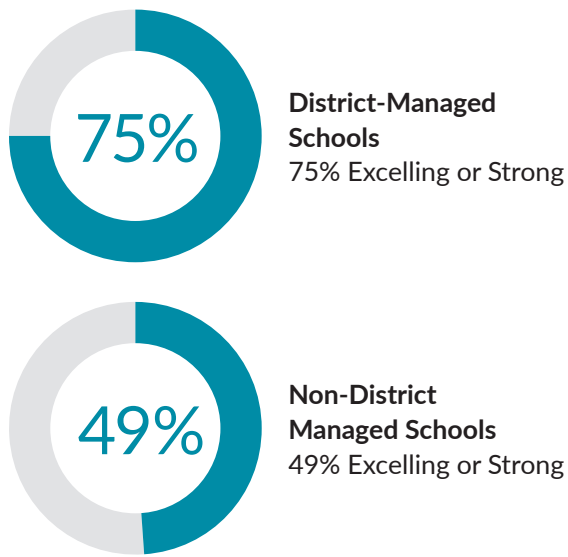 75%
District-Managed
Schools
75% Excelling or Strong
49%
Non-District
Managed Schools
49% Excelling or Strong